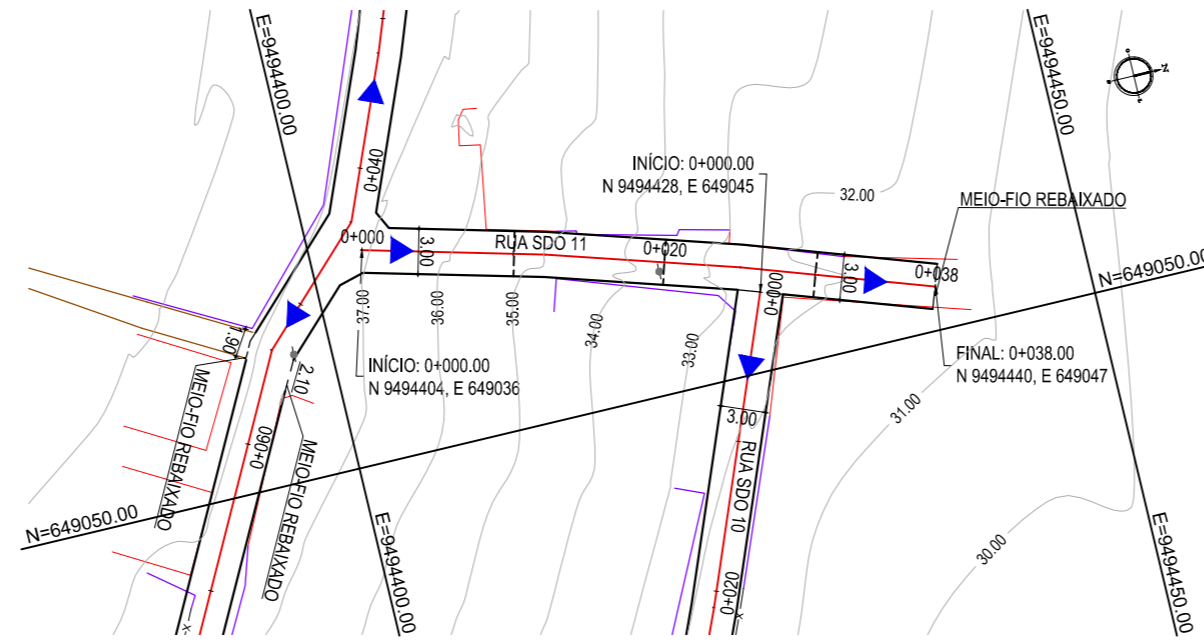 E=9494400.00
E=9494450.00
Z
0+040
INÍCIO: 0+000.00
N 9494428, E 649045
32.00
MEIO-FIO REBAIXADO
0+000
3.00
RUA SDO 11
0+020
3.00
0+038
N=649050.00
0+000
37.00
36.00
35.00
34.00
33.00
1.90
INÍCIO: 0+000.00
N 9494404, E 649036
FINAL: 0+038.00
N 9494440, E 649047
2.10
MEIO-FIO REBAIXADO
3.00
31.00
0+060
MEIO-FIO REBAIXADO
RUA SDO 10
N=649050.00
E=9494400.00
E=9494450.00
30.00
0+020